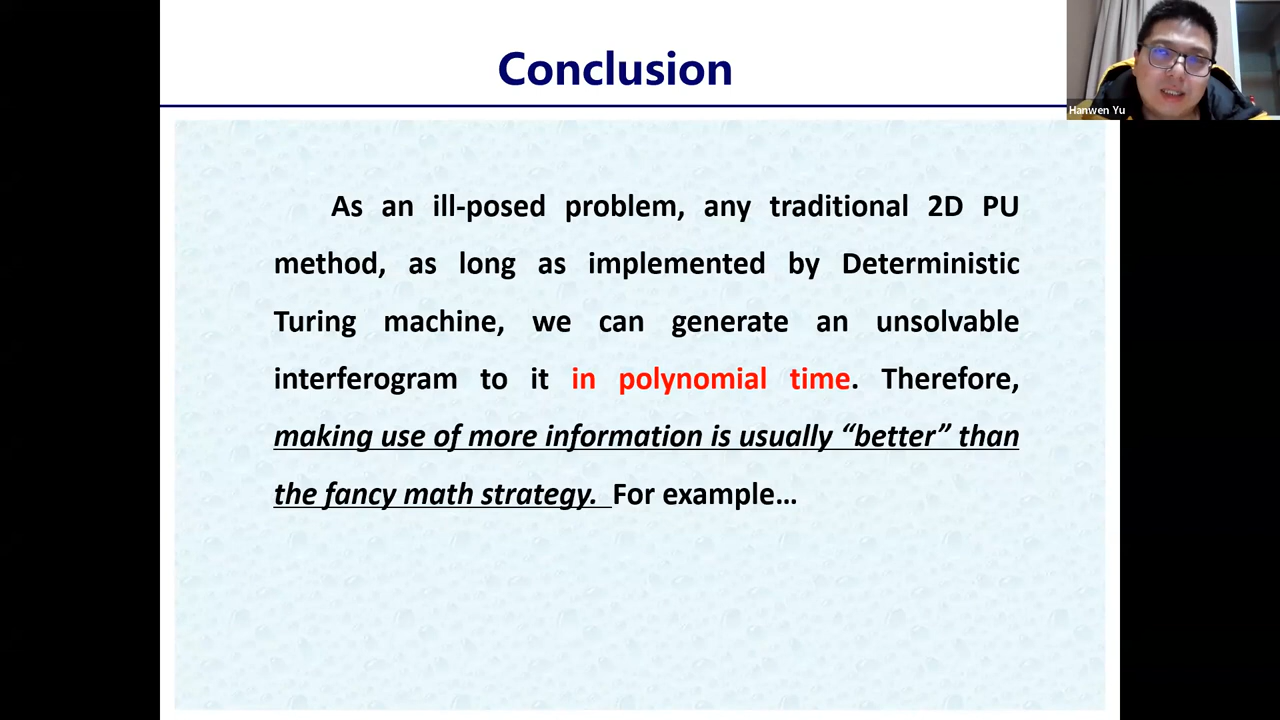 Conclusion
Hanwen Yu
As an ill-posed problem, any traditional 2D PU
method, as long as implemented by Deterministic
Turing machine, we can generate an unsolvable
interferogram to it in polynomial time. Therefore,
making use of more information is usually “better” than
the fancy math strategy. For example…